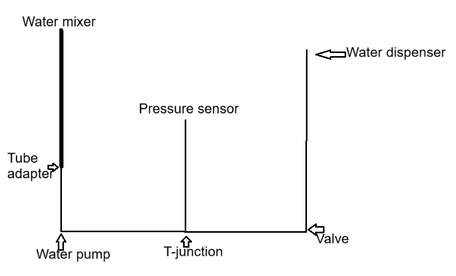 Water mixer
Water dispenser
Pressure sensor
Tube
adapter
Valve
Water pump
T-junction